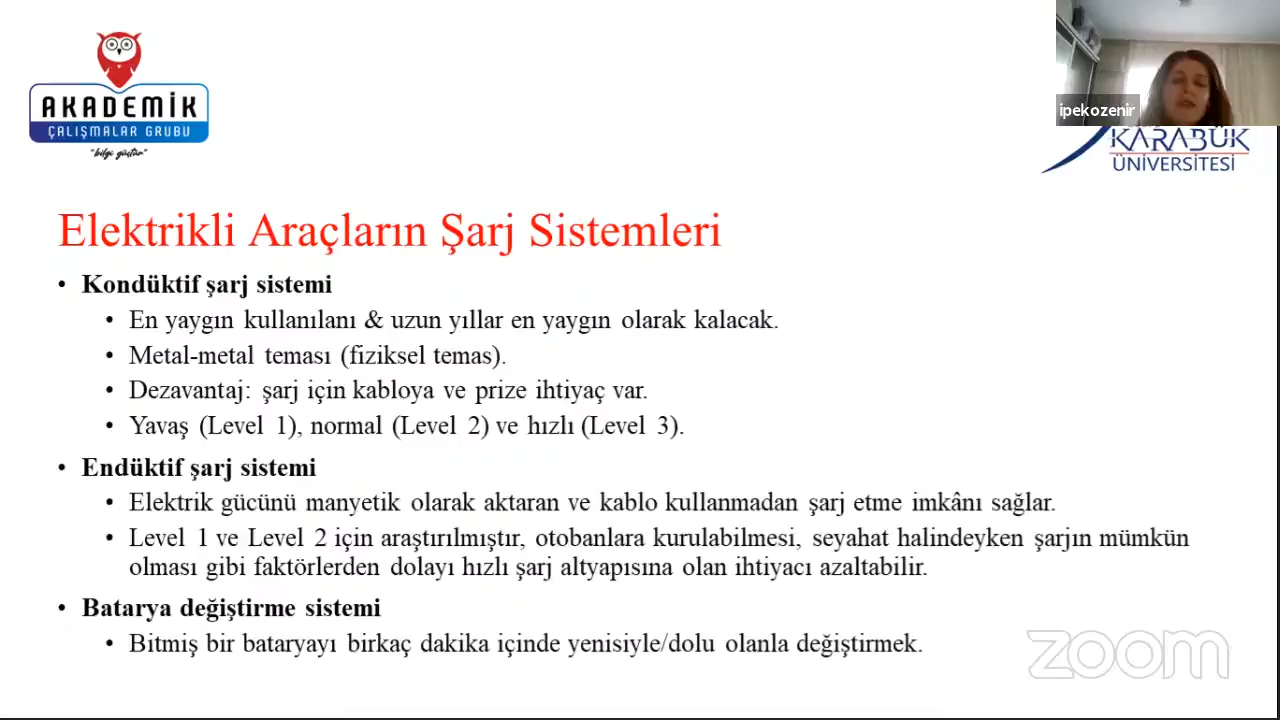 AKADEMİK
ÇALIŞMALAR GRUBU
"bilgi güçtür"
ipekozenir
KARABÜK
ÜNİVERSİTESİ
Elektrikli Araçların Şarj Sistemleri
• Kondüktif şarj sistemi
• En yaygın kullanılanı & uzun yıllar en yaygın olarak kalacak.
• Metal-metal teması (fiziksel temas).
• Dezavantaj: şarj için kabloya ve prize ihtiyaç var.
• Yavaş (Level 1), normal (Level 2) ve hızlı (Level 3).
• Endüktif şarj sistemi
• Elektrik gücünü manyetik olarak aktaran ve kablo kullanmadan şarj etme imkânı sağlar.
• Level 1 ve Level 2 için araştırılmıştır, otobanlara kurulabilmesi, seyahat halindeyken şarjın mümkün
olması gibi faktörlerden dolayı hızlı şarj altyapısına olan ihtiyacı azaltabilir.
• Batarya değiştirme sistemi
• Bitmiş bir bataryayı birkaç dakika içinde yenisiyle/dolu olanla değiştirmek.
zoom